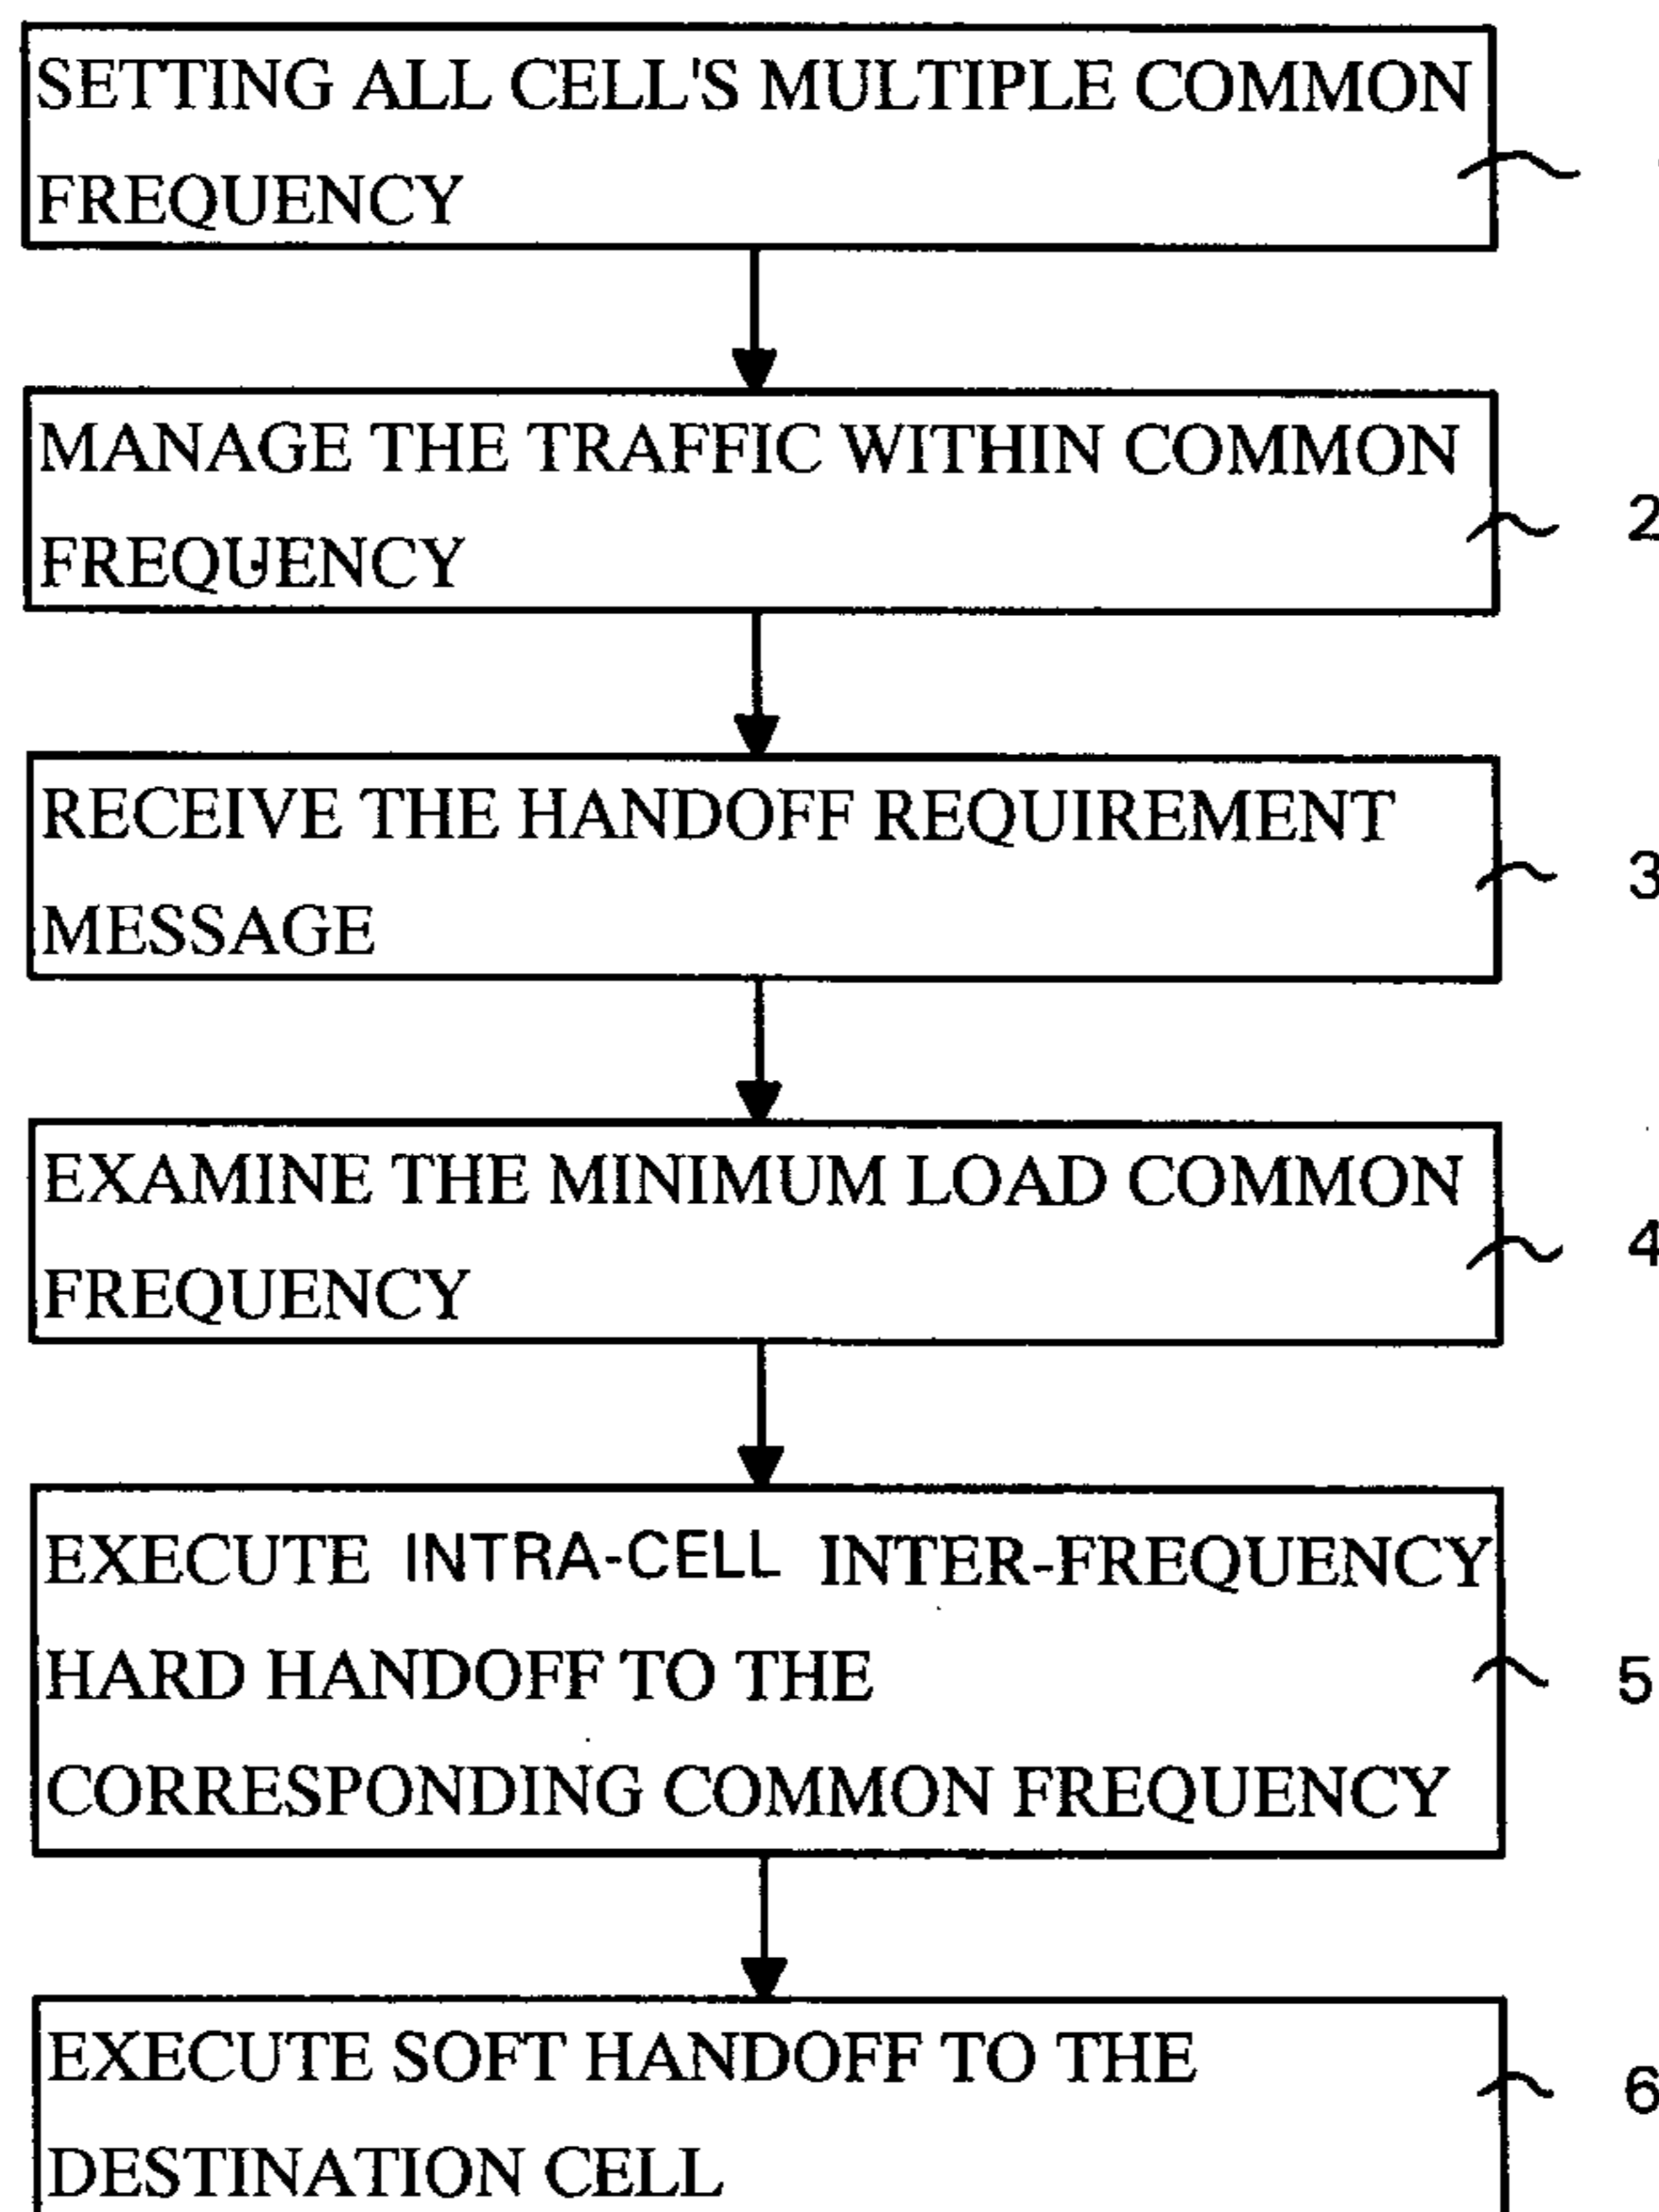 SETTING ALL CELL'S MULTIPLE COMMON
FREQUENCY
MANAGE THE TRAFFIC WITHIN COMMON
FREQUENCY
2
RECEIVE THE HANDOFF REQUIREMENT
MESSAGE
3
EXAMINE THE MINIMUM LOAD COMMON
FREQUENCY
4
EXECUTE INTRA-CELL INTER-FREQUENCY
HARD HANDOFF TO THE
CORRESPONDING COMMON FREQUENCY
5
EXECUTE SOFT HANDOFF TO THE
DESTINATION CELL
6